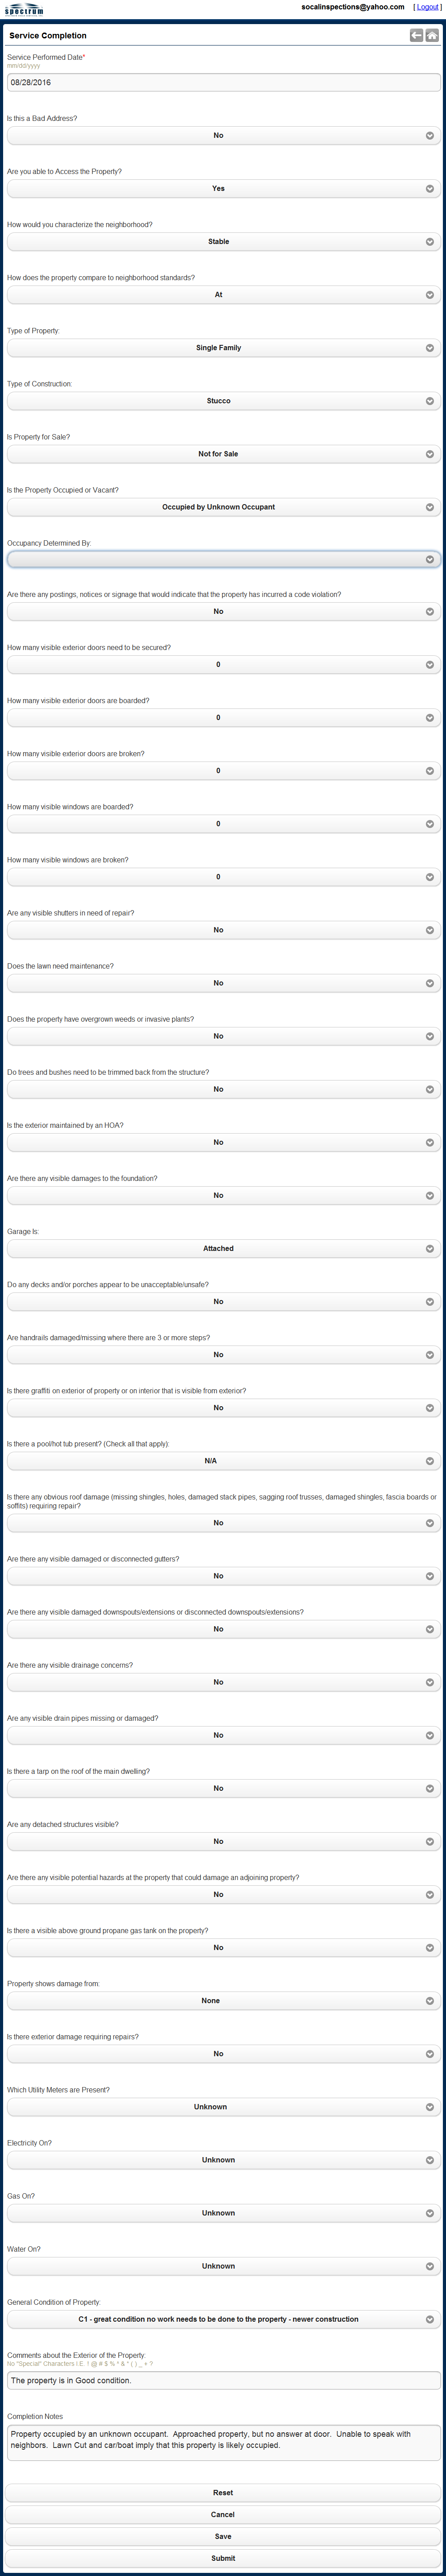 spectrum
socalinspections@yahoo.com [ Logout ]
Service Completion
Service Performed Date*
mm/dd/yyyy
08/28/2016
Is this a Bad Address?
No
Are you able to Access the Property?
Yes
How would you characterize the neighborhood?
Stable
How does the property compare to neighborhood standards?
At
Type of Property:
Single Family
Type of Construction:
Stucco
Is Property for Sale?
Not for Sale
Is the Property Occupied or Vacant?
Occupied by Unknown Occupant
Occupancy Determined By:
Are there any postings, notices or signage that would indicate that the property has incurred a code violation?
No
How many visible exterior doors need to be secured?
0
How many visible exterior doors are boarded?
0
How many visible exterior doors are broken?
0
How many visible windows are boarded?
0
How many visible windows are broken?
0
Are any visible shutters in need of repair?
No
Does the lawn need maintenance?
No
Does the property have overgrown weeds or invasive plants?
No
Do trees and bushes need to be trimmed back from the structure?
No
Is the exterior maintained by an HOA?
No
Are there any visible damages to the foundation?
No
Garage Is:
Attached
Do any decks and/or porches appear to be unacceptable/unsafe?
No
Are handrails damaged/missing where there are 3 or more steps?
No
Is there graffiti on exterior of property or on interior that is visible from exterior?
No
Is there a pool/hot tub present? (Check all that apply):
N/A
Is there any obvious roof damage (missing shingles, holes, damaged stack pipes, sagging roof trusses, damaged shingles, fascia boards or
soffits) requiring repair?
No
Are there any visible damaged or disconnected gutters?
No
Are there any visible damaged downspouts/extensions or disconnected downspouts/extensions?
No
Are there any visible drainage concerns?
No
Are any visible drain pipes missing or damaged?
No
Is there a tarp on the roof of the main dwelling?
No
Are any detached structures visible?
No
Are there any visible potential hazards at the property that could damage an adjoining property?
No
Is there a visible above ground propane gas tank on the property?
No
Property shows damage from:
None
Is there exterior damage requiring repairs?
No
Which Utility Meters are Present?
Unknown
Electricity On?
Unknown
Gas On?
Unknown
Water On?
Unknown
General Condition of Property:
C1 - great condition no work needs to be done to the property - newer construction
Comments about the Exterior of the Property:
No "Special" Characters I.E. ! @ # $ % ^ & * ( ) _ + ?
The property is in Good condition.
Completion Notes
Property occupied by an unknown occupant. Approached property, but no answer at door. Unable to speak with
neighbors. Lawn Cut and car/boat imply that this property is likely occupied.
Reset
Cancel
Save
Submit